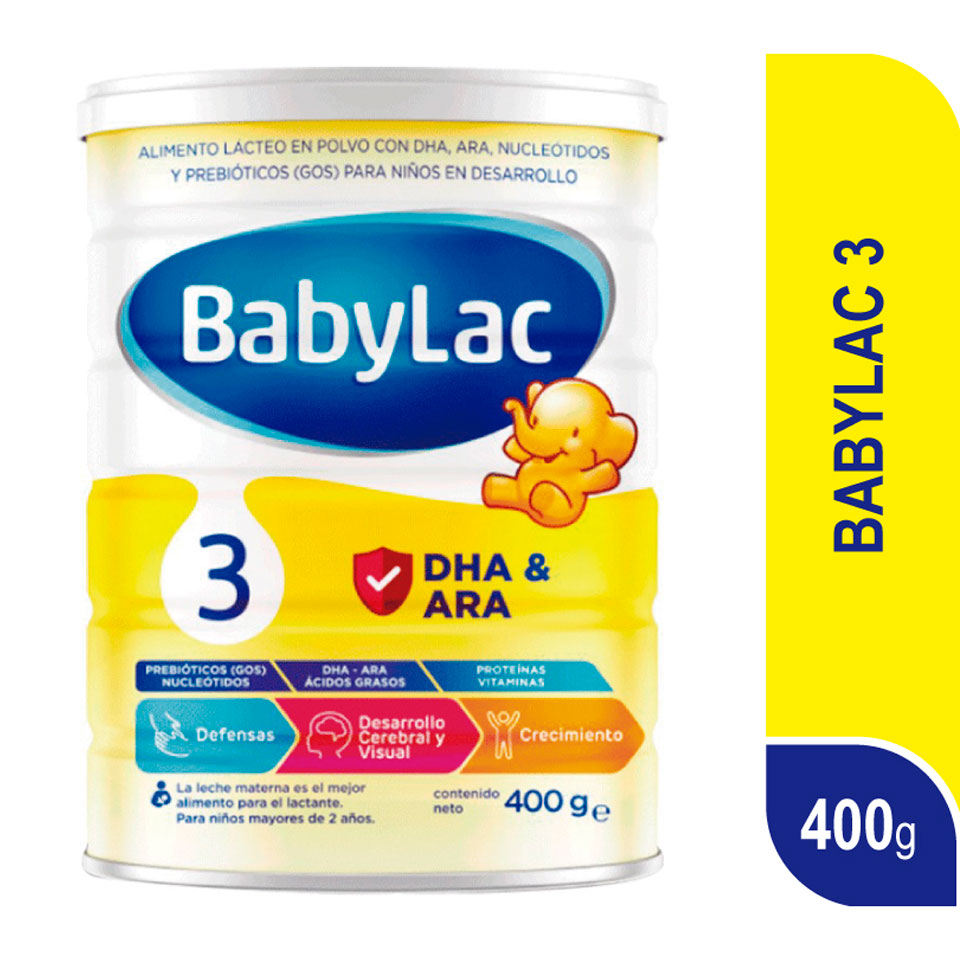 ALIMENTO LÁCTEO EN POLVO CON DHA, ARA, NUCLEÓTIDOS
Y PREBIÓTICOS (GOS) PARA NIÑOS EN DESARROLLO
BabyLac
3
DHA &
ARA
PREBIÓTICOS (GOS)
NUCLEÓTIDOS
DHA - ARA
ÁCIDOS GRASOS
PROTEÍNAS
VITAMINAS
Defensas
Desarrollo
Cerebral y
Visual
Crecimiento
La leche materna es el mejor
alimento para el lactante.
Para niños mayores de 2 años.
contenido
neto
400 g e
BABYLAC 3
400g